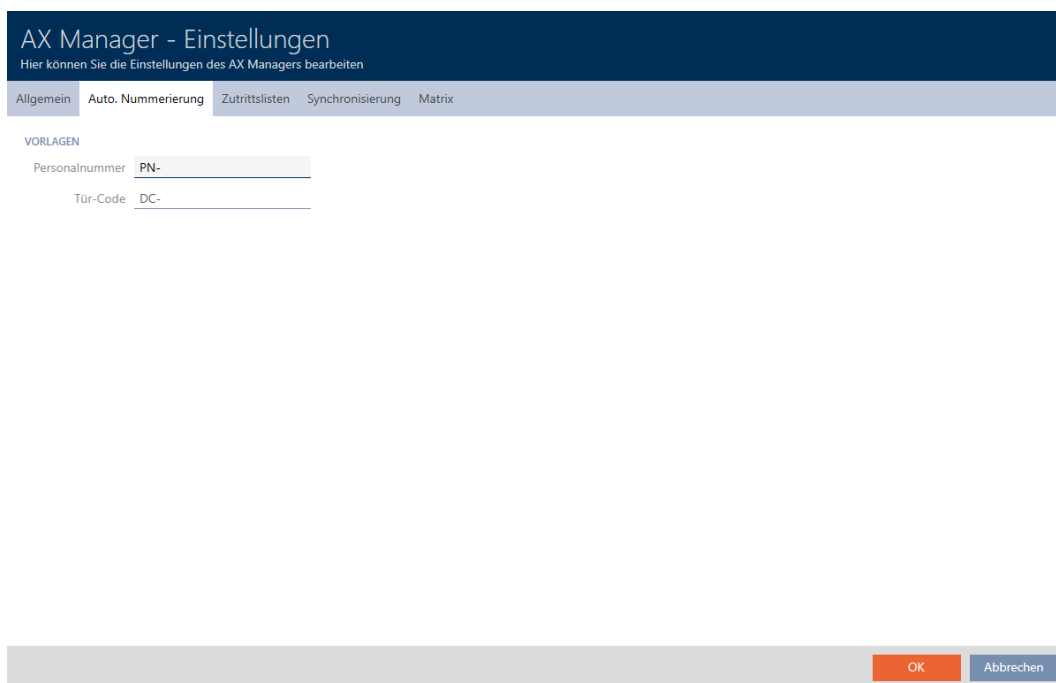 AX Manager - Einstellungen
Hier können Sie die Einstellungen des AX Managers bearbeiten
Allgemein Auto. Nummerierung Zutrittslisten Synchronisierung Matrix
VORLAGEN
Personalnummer PN-
Tür-Code DC-
OK Abbrechen